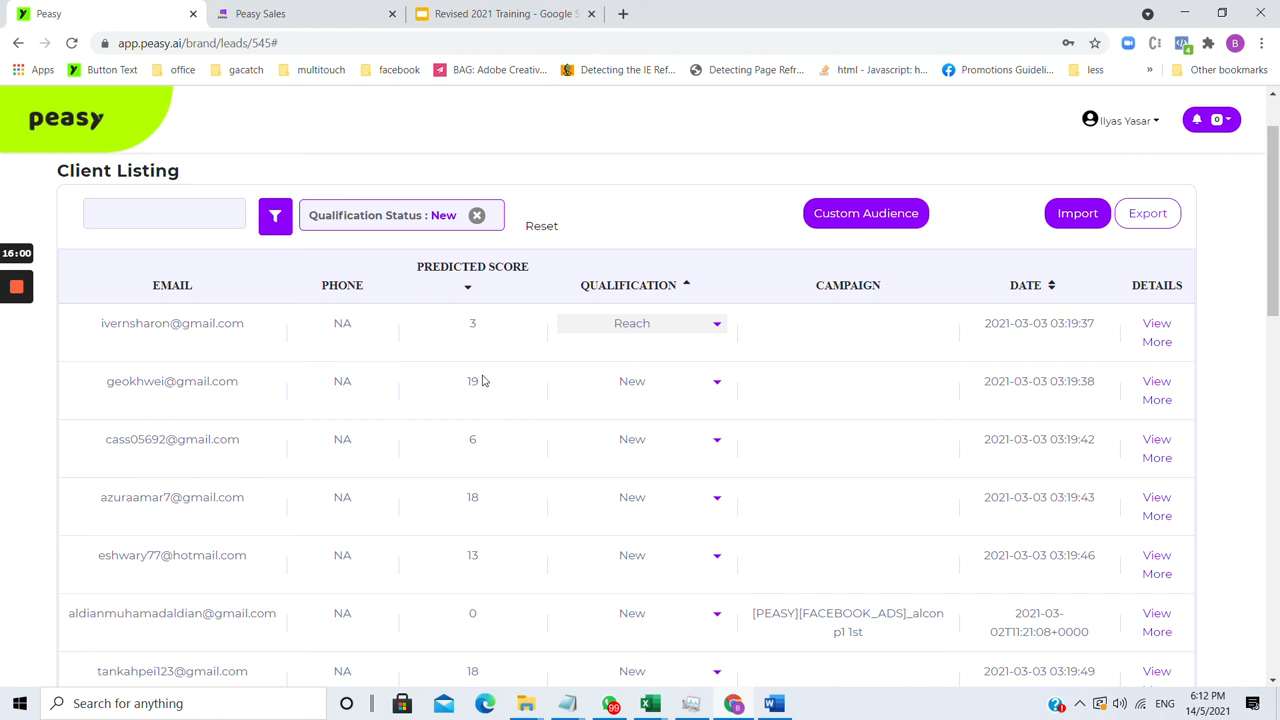 Peasy
Peasy Sales
Revised 2021 Training - Google S
app.peasy.ai/brand/leads/545#
4
B
Apps
Button Text
office
gacatch
multitouch
facebook
BAG: Adobe Creativ...
Detecting the IE Ref...
Detecting Page Refr...
html - Javascript: h...
Promotions Guidelin...
less
»
Other bookmarks
peasy
Ilyas Yasar
0
Client Listing
Qualification Status : New
Reset
Custom Audience
Import
Export
16:00
EMAIL PHONE PREDICTED SCORE QUALIFICATION CAMPAIGN DATE DETAILS
ivernsharon@gmail.com NA 3 Reach 2021-03-03 03:19:37 View
More
geokhwei@gmail.com NA 19 New 2021-03-03 03:19:38 View
More
cass05692@gmail.com NA 6 New 2021-03-03 03:19:42 View
More
azuraamar7@gmail.com NA 18 New 2021-03-03 03:19:43 View
More
eshwary77@hotmail.com NA 13 New 2021-03-03 03:19:46 View
More
aldianmuhamadaldian@gmail.com NA 0 New [PEASY][FACEBOOK_ADS]_alcon 2021-03- View
p1 1st 02T11:21:08+0000 More
tankahpei123@gmail.com NA 18 New 2021-03-03 03:19:49 View
Search for anything
99
ENG
6:12 PM
14/5/2021